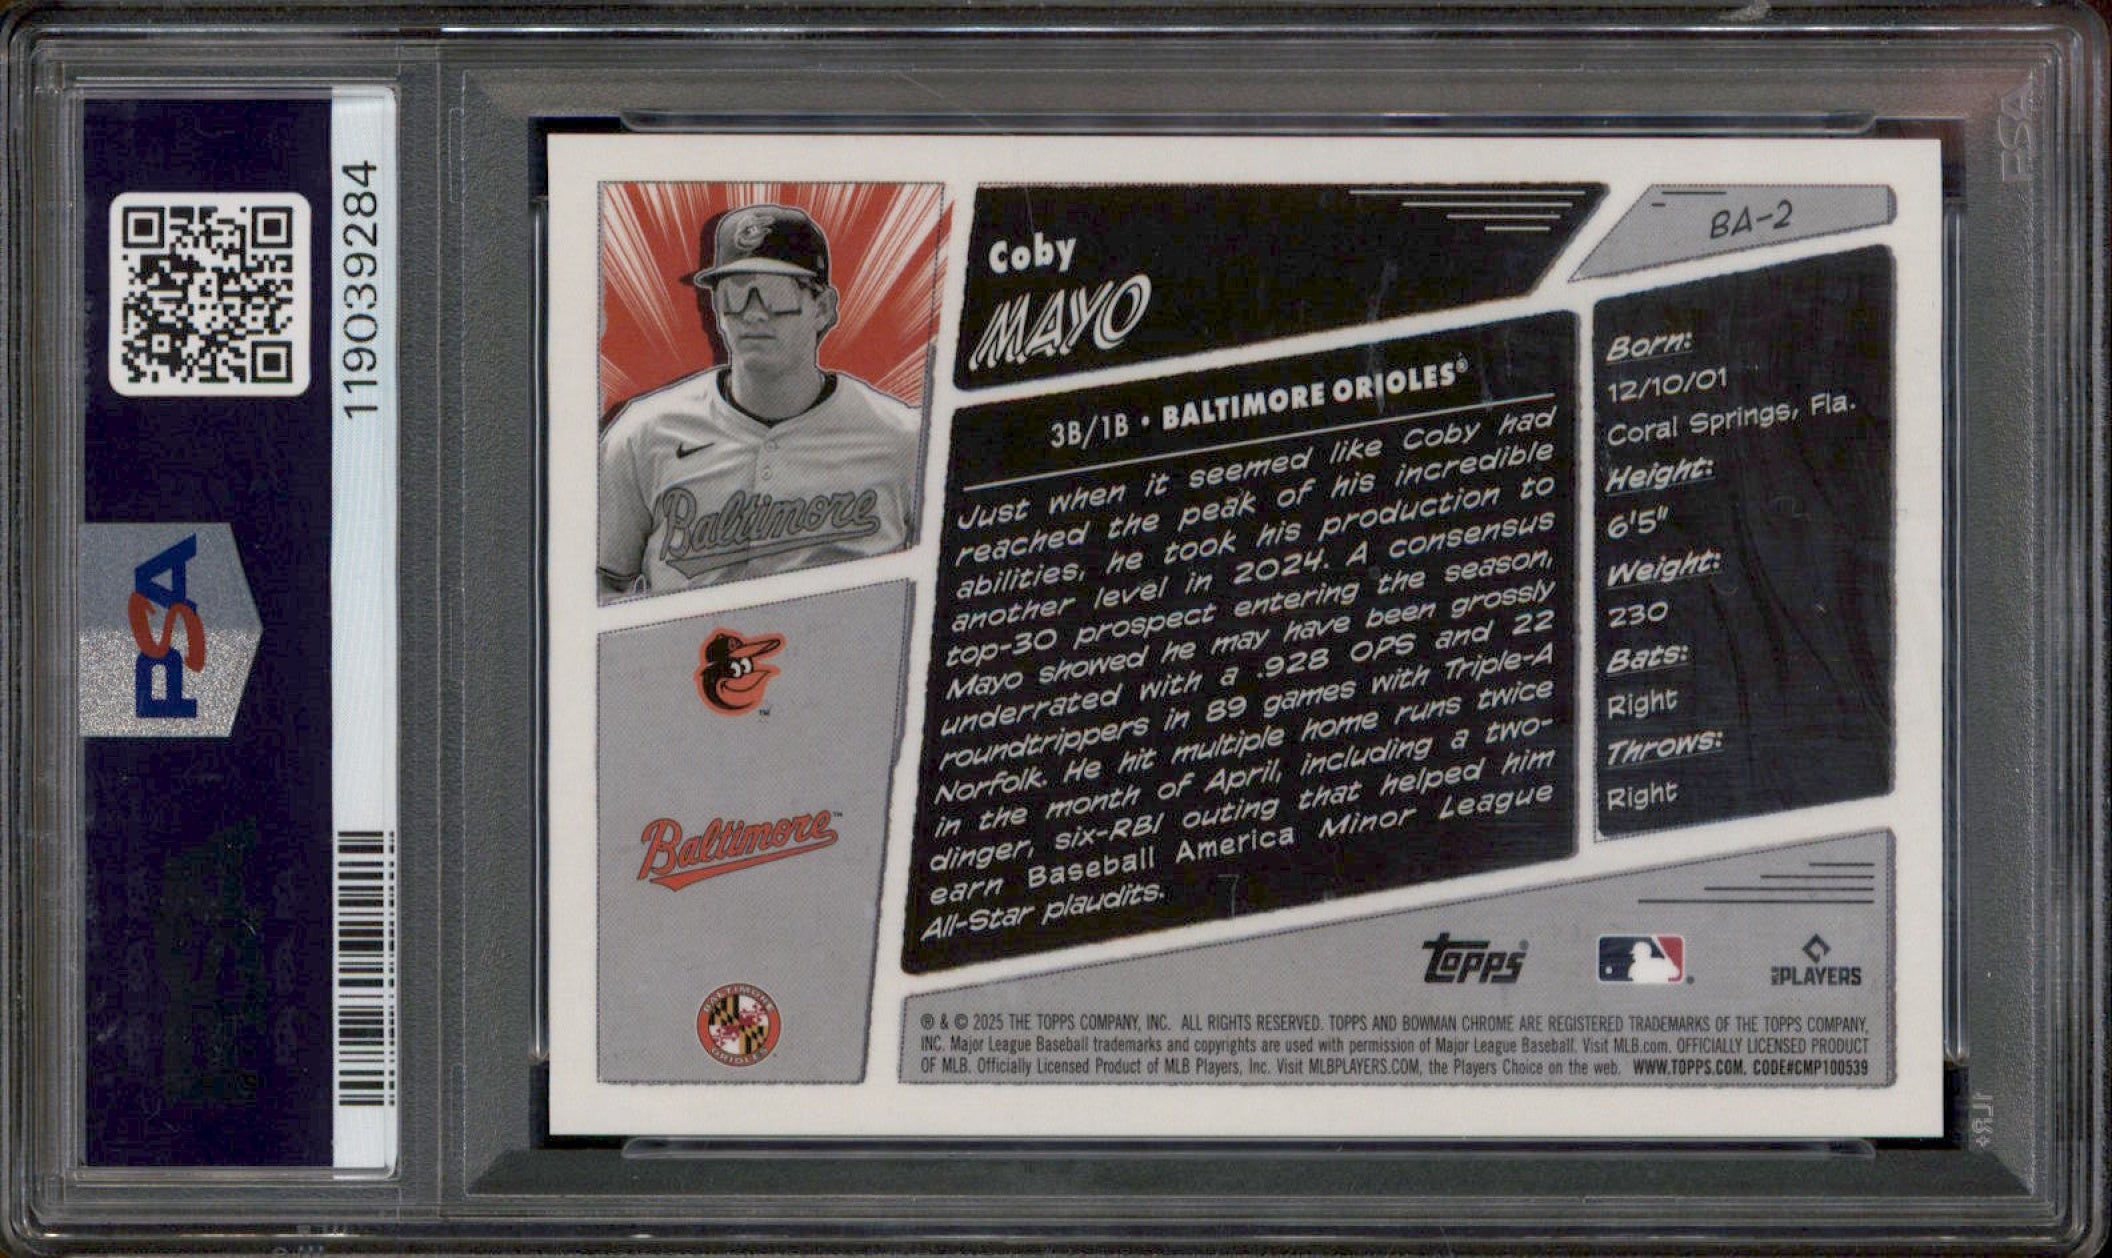 119039284
PSA
Coby
MAYO
BA-2
3B/1B • BALTIMORE ORIOLES®
Just when it seemed like Coby had
reached the peak of his incredible
abilities, he took his production to
another level in 2024. A consensus
top-30 prospect entering the season,
Mayo showed he may have been grossly
underrated with a .928 OPS and 22
roundtrippers in 89 games with Triple-A
Norfolk. He hit multiple home runs twice
in the month of April, including a two-
dinger, six-RBI outing that helped him
earn Baseball America Minor League
All-Star plaudits.
Born:
12/10/01
Coral Springs, Fla.
Height:
6'5"
Weight:
230
Bats:
Right
Throws:
Right
Baltimore
™
Baltimore™
BALTIMORE
ORIOLES
topps®
®
MLB PLAYERS
® & © 2025 THE TOPPS COMPANY, INC. ALL RIGHTS RESERVED. TOPPS AND BOWMAN CHROME ARE REGISTERED TRADEMARKS OF THE TOPPS COMPANY,
INC. Major League Baseball trademarks and copyrights are used with permission of Major League Baseball. Visit MLB.com. OFFICIALLY LICENSED PRODUCT
OF MLB. Officially Licensed Product of MLB Players, Inc. Visit MLBPLAYERS.COM, the Players Choice on the web. WWW.TOPPS.COM. CODE#CMP100539
PSA